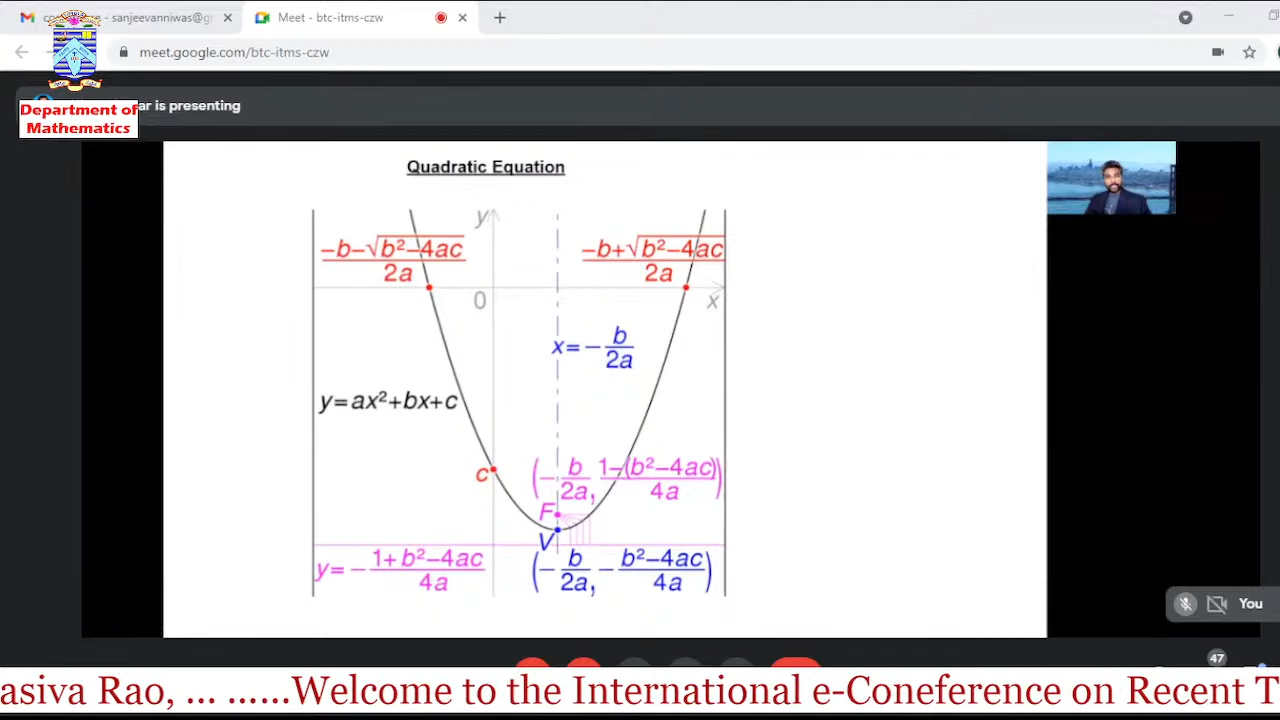 sanjeevanniwas@g
Meet - btc-itms-czw
meet.google.com/btc-itms-czw
Department of
Mathematics
ar is presenting
Quadratic Equation
y
(-b-√(b²-4ac))/2a
(-b+√(b²-4ac))/2a
0
x
x=-b/2a
y=ax²+bx+c
c
(-b/2a, (1-(b²-4ac))/4a)
F
V
y=-(1+b²-4ac)/4a
(-b/2a, -(b²-4ac)/4a)
You
47
asiva Rao, ... ......Welcome to the International e-Coneference on Recent T